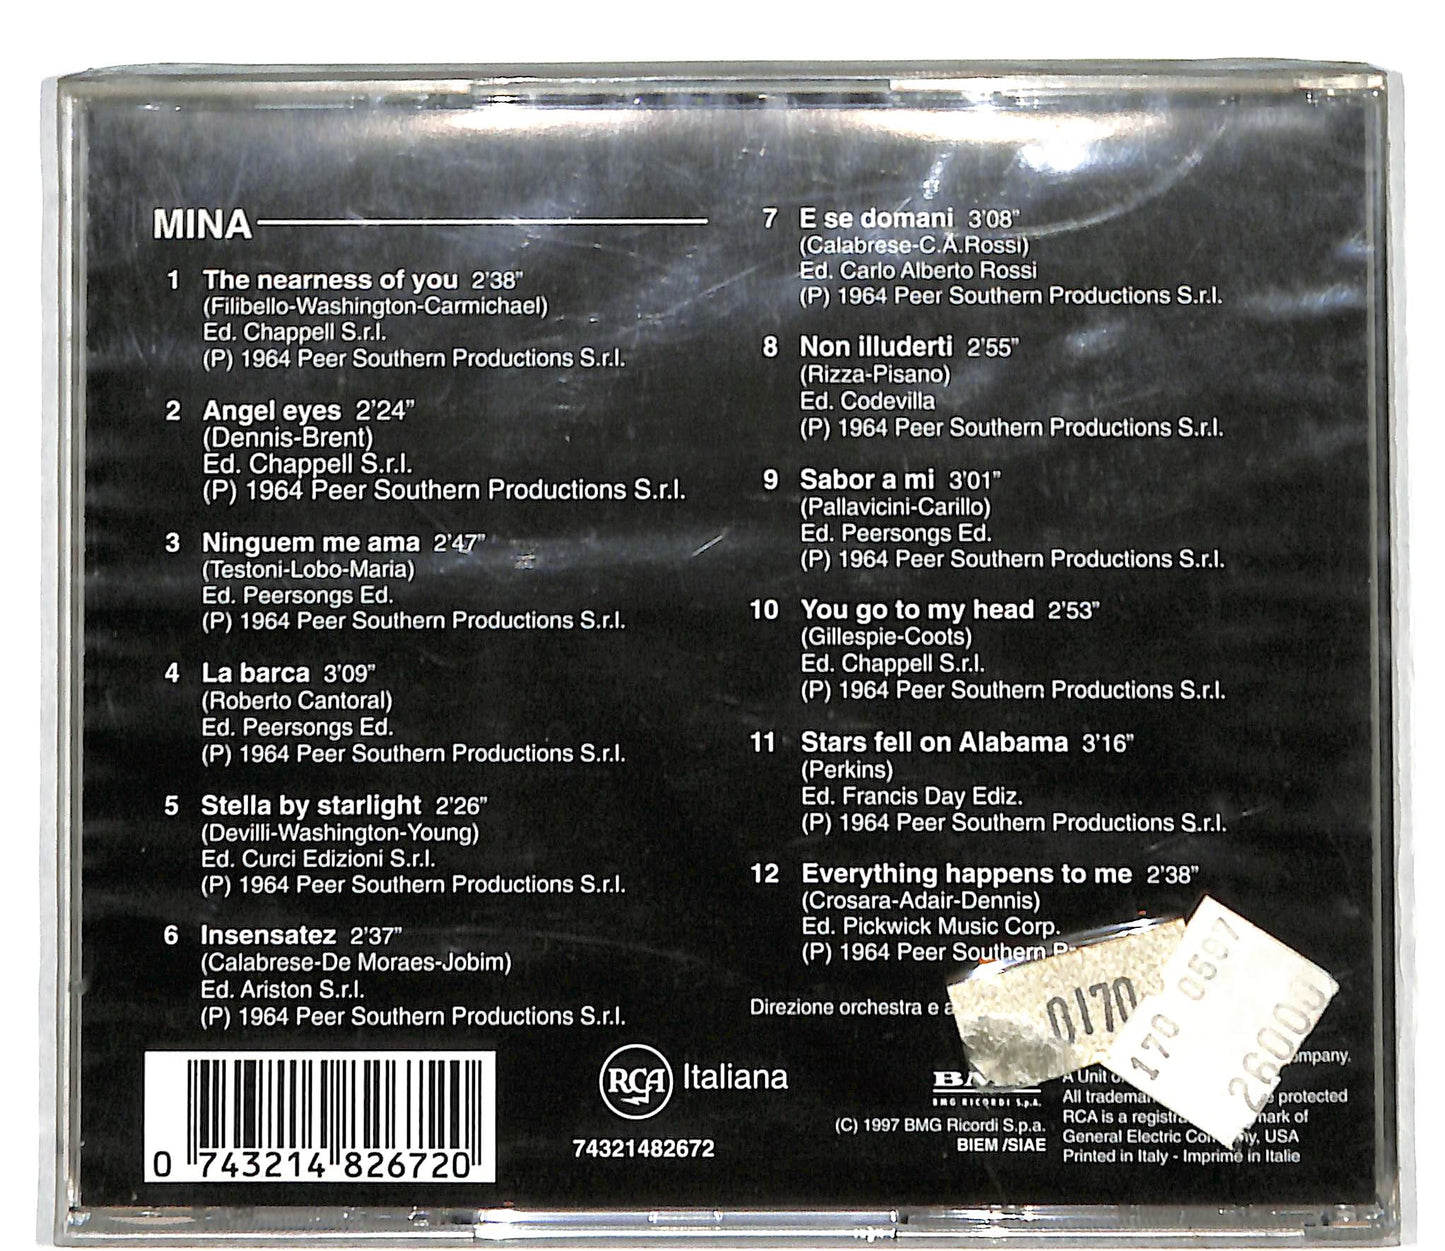 MINA
1 The nearness of you 2'38"
(Filibello-Washington-Carmichael)
Ed. Chappell S.r.l.
(P) 1964 Peer Southern Productions S.r.l.
2 Angel eyes 2'24"
(Dennis-Brent)
Ed. Chappell S.r.l.
(P) 1964 Peer Southern Productions S.r.l.
3 Ninguem me ama 2'47"
(Testoni-Lobo-Maria)
Ed. Peersongs Ed.
(P) 1964 Peer Southern Productions S.r.l.
4 La barca 3'09"
(Roberto Cantoral)
Ed. Peersongs Ed.
(P) 1964 Peer Southern Productions S.r.l.
5 Stella by starlight 2'26"
(Devilli-Washington-Young)
Ed. Curci Edizioni S.r.l.
(P) 1964 Peer Southern Productions S.r.l.
6 Insensatez 2'37"
(Calabrese-De Moraes-Jobim)
Ed. Ariston S.r.l.
(P) 1964 Peer Southern Productions S.r.l.
7 E se domani 3'08"
(Calabrese-C.A.Rossi)
Ed. Carlo Alberto Rossi
(P) 1964 Peer Southern Productions S.r.l.
8 Non illuderti 2'55"
(Rizza-Pisano)
Ed. Codevilla
(P) 1964 Peer Southern Productions S.r.l.
9 Sabor a mi 3'01"
(Pallavicini-Carillo)
Ed. Peersongs Ed.
(P) 1964 Peer Southern Productions S.r.l.
10 You go to my head 2'53"
(Gillespie-Coots)
Ed. Chappell S.r.l.
(P) 1964 Peer Southern Productions S.r.l.
11 Stars fell on Alabama 3'16"
(Perkins)
Ed. Francis Day Ediz.
(P) 1964 Peer Southern Productions S.r.l.
12 Everything happens to me 2'38"
(Crosara-Adair-Dennis)
Ed. Pickwick Music Corp.
(P) 1964 Peer Southern
Direzione orchestra e
0170
170 0597
26000
0 743214 826720
RCA Italiana
74321482672
BMG RICORDI S.p.A.
(C) 1997 BMG Ricordi S.p.a.
BIEM /SIAE
A Unit
All protected
RCA is a of
General Electric USA
Printed in Italy - Imprimé in Italie